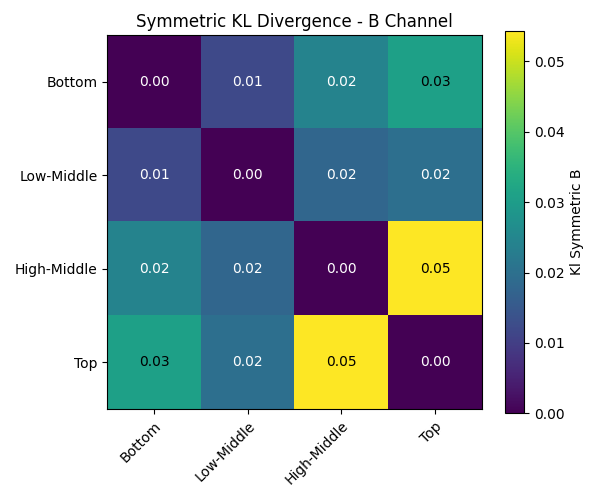 Symmetric KL Divergence - B Channel
Bottom 0.00 0.01 0.02 0.03
Low-Middle 0.01 0.00 0.02 0.02
High-Middle 0.02 0.02 0.00 0.05
Top 0.03 0.02 0.05 0.00
Bottom Low-Middle High-Middle Top
0.05
0.04
0.03
0.02
0.01
0.00
Kl Symmetric B